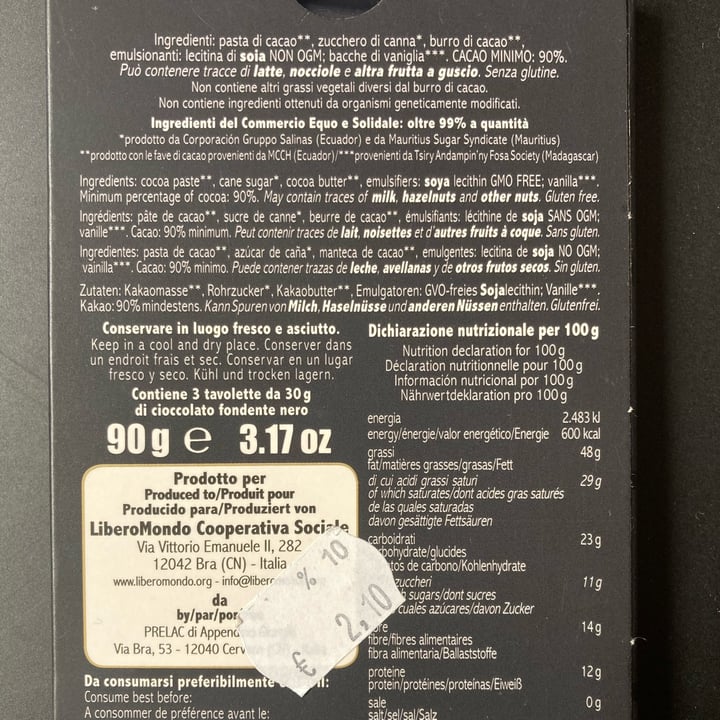 Ingredienti: pasta di cacao**, zucchero di canna*, burro di cacao**,
emulsionanti: lecitina di soia NON OGM; bacche di vaniglia***. CACAO MINIMO: 90%.
Può contenere tracce di latte, nocciole e altra frutta a guscio. Senza glutine.
Non contiene altri grassi vegetali diversi dal burro di cacao.
Non contiene ingredienti ottenuti da organismi geneticamente modificati.
Ingredienti del Commercio Equo e Solidale: oltre 99% a quantità
*prodotto da Corporación Gruppo Salinas (Ecuador) e da Mauritius Sugar Syndicate (Mauritius)
**prodotto con le fave di cacao provenienti da MCCH (Ecuador)/***provenienti da Tsiry Andampin'ny Fosa Society (Madagascar)
Ingredients: cocoa paste**, cane sugar*, cocoa butter**, emulsifiers: soya lecithin GMO FREE; vanilla***.
Minimum percentage of cocoa: 90%. May contain traces of milk, hazelnuts and other nuts. Gluten free.
Ingrédients: pâte de cacao**, sucre de canne*, beurre de cacao**, émulsifiants: lécithine de soja SANS OGM;
vanille***. Cacao: 90% minimum. Peut contenir traces de lait, noisettes et d'autres fruits à coque. Sans gluten.
Ingredientes: pasta de cacao**, azúcar de caña*, manteca de cacao**, emulgentes: lecitina de soja NO OGM;
vainilla***. Cacao: 90% minimo. Puede contener trazas de leche, avellanas y de otros frutos secos. Sin gluten.
Zutaten: Kakaomasse**, Rohrzucker*, Kakaobutter**, Emulgatoren: GVO-freies Sojalecithin; Vanille***.
Kakao: 90% mindestens. Kann Spuren von Milch, Haselnüsse und anderen Nüssen enthalten. Glutenfrei.
Conservare in luogo fresco e asciutto.
Keep in a cool and dry place. Conserver dans
un endroit frais et sec. Conservar en un lugar
fresco y seco. Kühl und trocken lagern.
Contiene 3 tavolette da 30 g
di cioccolato fondente nero
90 g e 3.17 oz
Prodotto per
Produced to/Produit pour
Producido para/Produziert von
LiberoMondo Cooperativa Sociale
Via Vittorio Emanuele II, 282
12042 Bra (CN) - Italia
www.liberomondo.org - info@libero
da
by/par/por
PRELAC di Append
Via Bra, 53 - 12040 Cerv
% 10
€ 2,10
Da consumarsi preferibilmente
Consume best before:
A consommer de préférence avant le:
Dichiarazione nutrizionale per 100 g
Nutrition declaration for 100 g
Déclaration nutritionnelle pour 100 g
Información nutricional por 100 g
Nährwertdeklaration pro 100 g
energia 2.483 kJ
energy/énergie/valor energético/Energie 600 kcal
grassi 48 g
fat/matières grasses/grasas/Fett
di cui acidi grassi saturi 29 g
of which saturates/dont acides gras saturés
de las quales saturadas
davon gesättigte Fettsäuren
carboidrati 23 g
carbohydrate/glucides
tos de carbono/Kohlenhydrate
zuccheri 11 g
h sugars/dont sucres
cuales azúcares/davon Zucker
bre 14 g
fibre/fibres alimentaires
fibra alimentaria/Ballaststoffe
proteine 12 g
protein/protéines/proteínas/Eiweiß
sale 0 g
salt/sel/sal/Salz